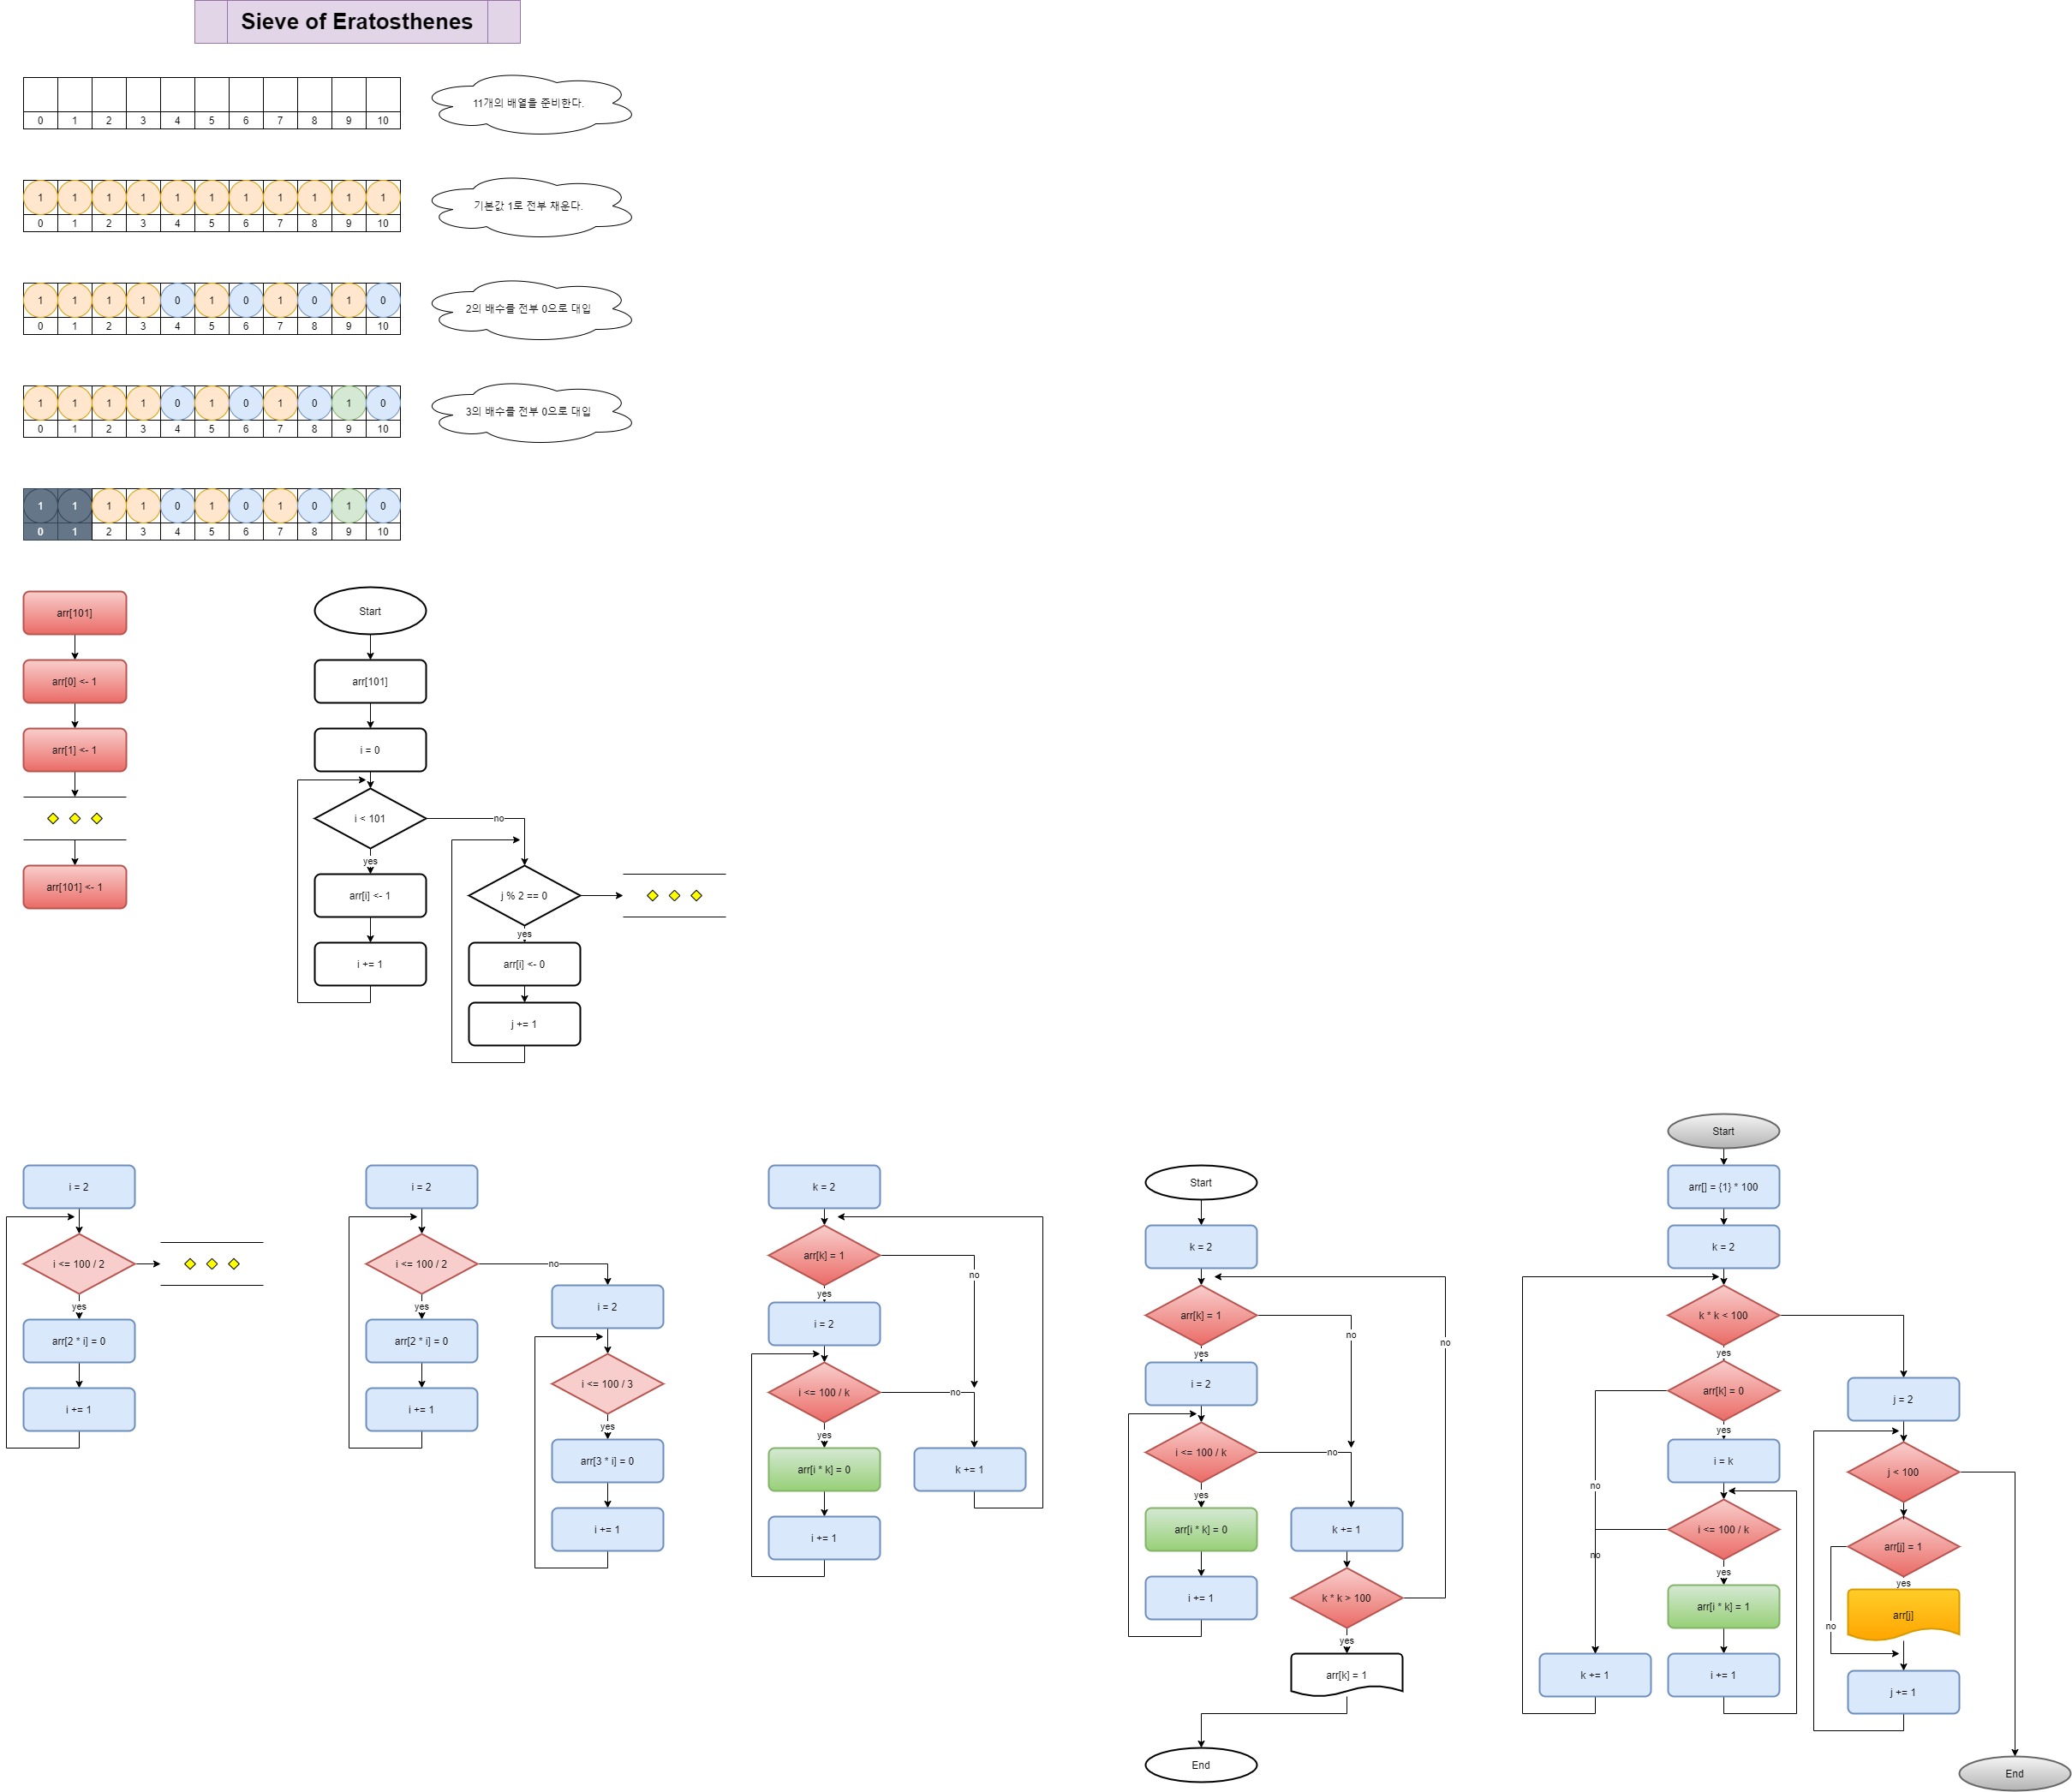 Sieve of Eratosthenes
0 1 2 3 4 5 6 7 8 9 10
11개의 배열을 준비한다.
1 1 1 1 1 1 1 1 1 1 1
0 1 2 3 4 5 6 7 8 9 10
기본값 1로 전부 채운다.
1 1 1 1 0 1 0 1 0 1 0
0 1 2 3 4 5 6 7 8 9 10
2의 배수를 전부 0으로 대입
1 1 1 1 0 1 0 1 0 1 0
0 1 2 3 4 5 6 7 8 9 10
3의 배수를 전부 0으로 대입
1 1 1 1 0 1 0 1 0 1 0
0 1 2 3 4 5 6 7 8 9 10
arr[101]
arr[0] <- 1
arr[1] <- 1
arr[101] <- 1
Start
arr[101]
i = 0
i < 101
no
yes
arr[i] <- 1
i += 1
j % 2 == 0
yes
arr[i] <- 0
j += 1
i = 2
i <= 100 / 2
yes
arr[2 * i] = 0
i += 1
i = 2
i <= 100 / 2
no
yes
arr[2 * i] = 0
i += 1
i = 2
i <= 100 / 3
yes
arr[3 * i] = 0
i += 1
k = 2
arr[k] = 1
no
yes
i = 2
i <= 100 / k
no
yes
arr[i * k] = 0
i += 1
k += 1
Start
k = 2
arr[k] = 1
no
yes
i = 2
i <= 100 / k
no
yes
arr[i * k] = 0
i += 1
k += 1
k * k > 100
no
yes
arr[k] = 1
End
Start
arr[] = {1} * 100
k = 2
k * k < 100
yes
arr[k] = 0
no
yes
i = k
i <= 100 / k
no
yes
arr[i * k] = 1
i += 1
k += 1
j = 2
j < 100
arr[j] = 1
yes
no
arr[j]
j += 1
End